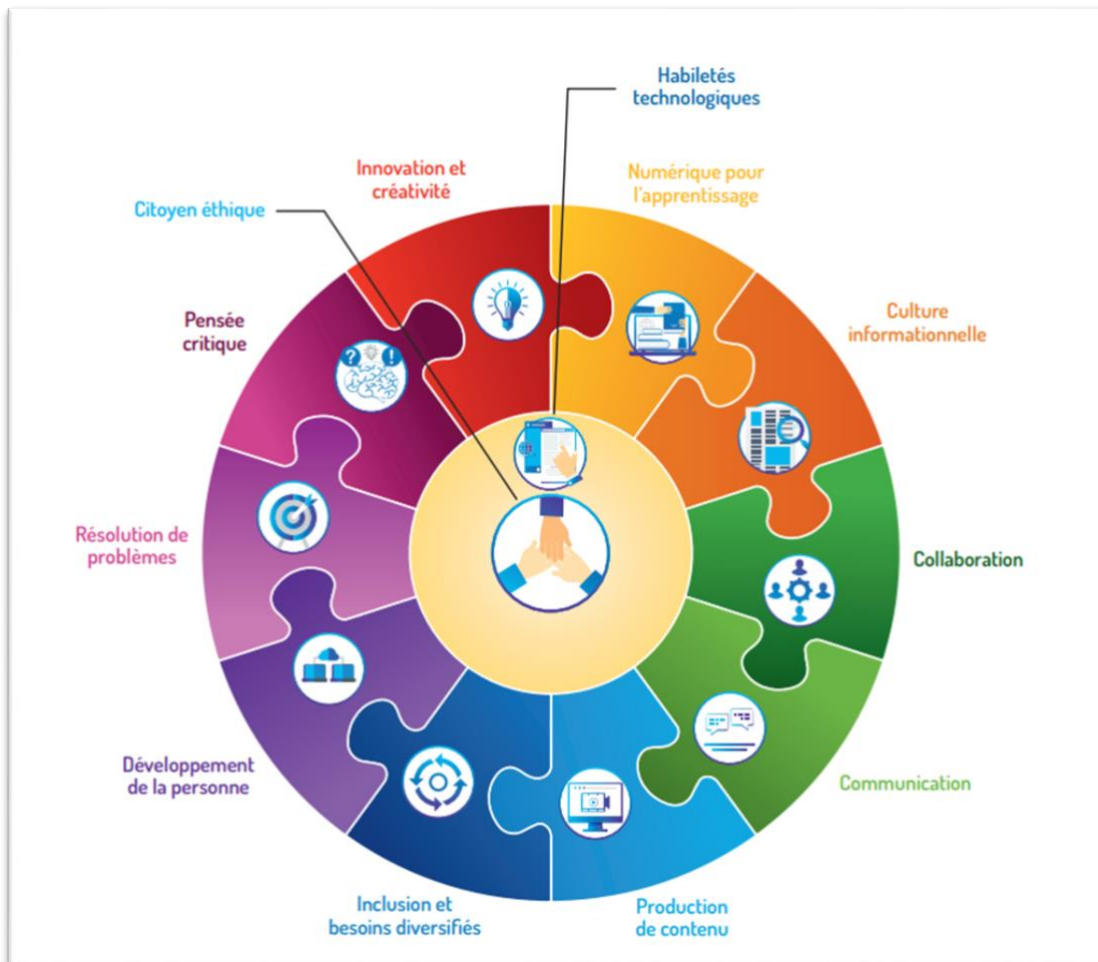 Habiletés
technologiques
Innovation et
créativité
Numérique pour
l'apprentissage
Citoyen éthique
Pensée
critique
Culture
informationnelle
Résolution de
problèmes
Collaboration
Développement
de la personne
Communication
Inclusion et
besoins diversifiés
Production
de contenu